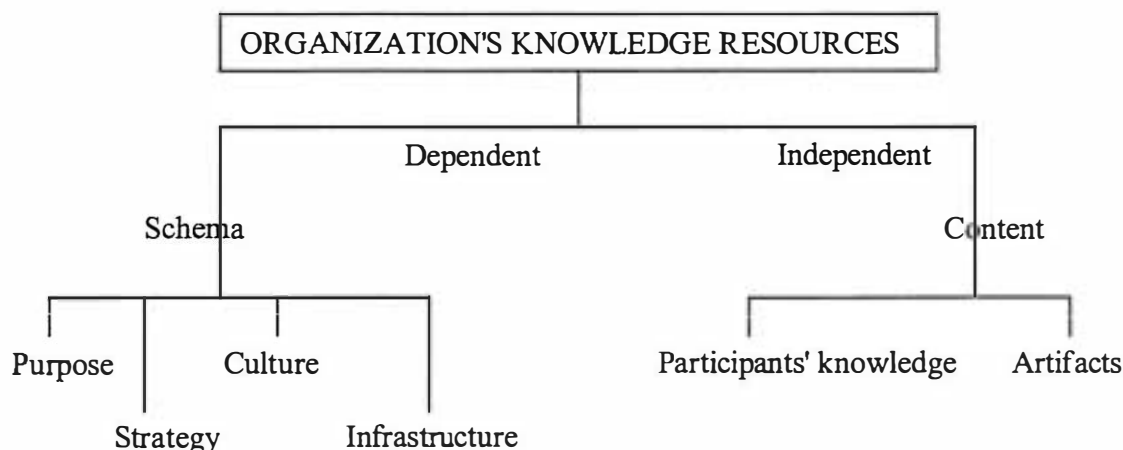 ORGANIZATION'S KNOWLEDGE RESOURCES
Dependent Independent
Schema Content
Purpose Culture Participants' knowledge Artifacts
Strategy Infrastructure